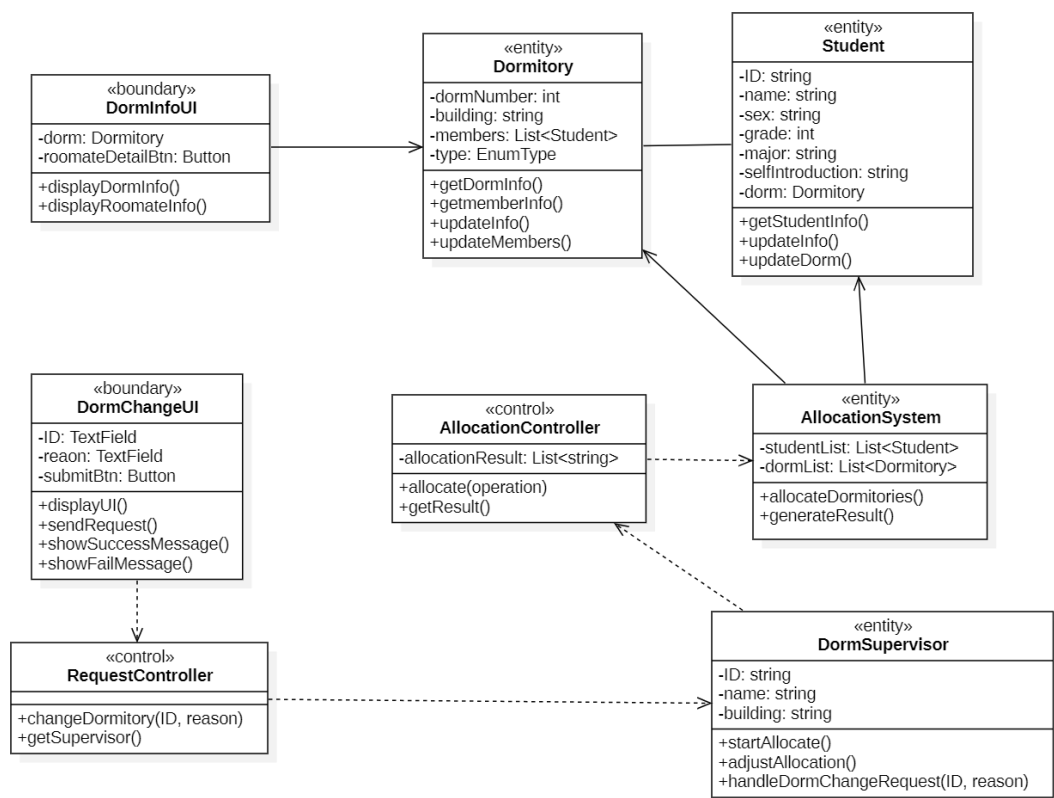 «boundary»
DormInfoUI
-dorm: Dormitory
-roomateDetailBtn: Button
+displayDormInfo()
+displayRoomateInfo()
«entity»
Dormitory
-dormNumber: int
-building: string
-members: List<Student>
-type: EnumType
+getDormInfo()
+getmemberInfo()
+updateInfo()
+updateMembers()
«entity»
Student
-ID: string
-name: string
-sex: string
-grade: int
-major: string
-selfIntroduction: string
-dorm: Dormitory
+getStudentInfo()
+updateInfo()
+updateDorm()
«boundary»
DormChangeUI
-ID: TextField
-reaon: TextField
-submitBtn: Button
+displayUI()
+sendRequest()
+showSuccessMessage()
+showFailMessage()
«control»
AllocationController
-allocationResult: List<string>
+allocate(operation)
+getResult()
«entity»
AllocationSystem
-studentList: List<Student>
-dormList: List<Dormitory>
+allocateDormitories()
+generateResult()
«control»
RequestController
+changeDormitory(ID, reason)
+getSupervisor()
«entity»
DormSupervisor
-ID: string
-name: string
-building: string
+startAllocate()
+adjustAllocation()
+handleDormChangeRequest(ID, reason)